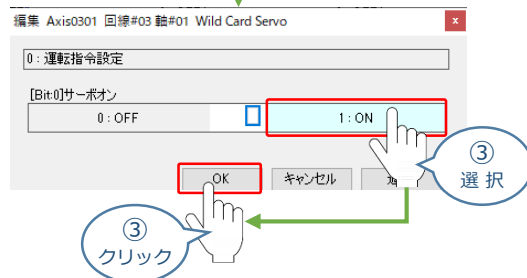 編集 Axis0301 回線#03 軸#01 Wild Card Servo
x
0 : 運転指令設定
[Bit:0]サーボオン
0 : OFF
1 : ON
OK
キャンセル
③
選 択
③
クリック